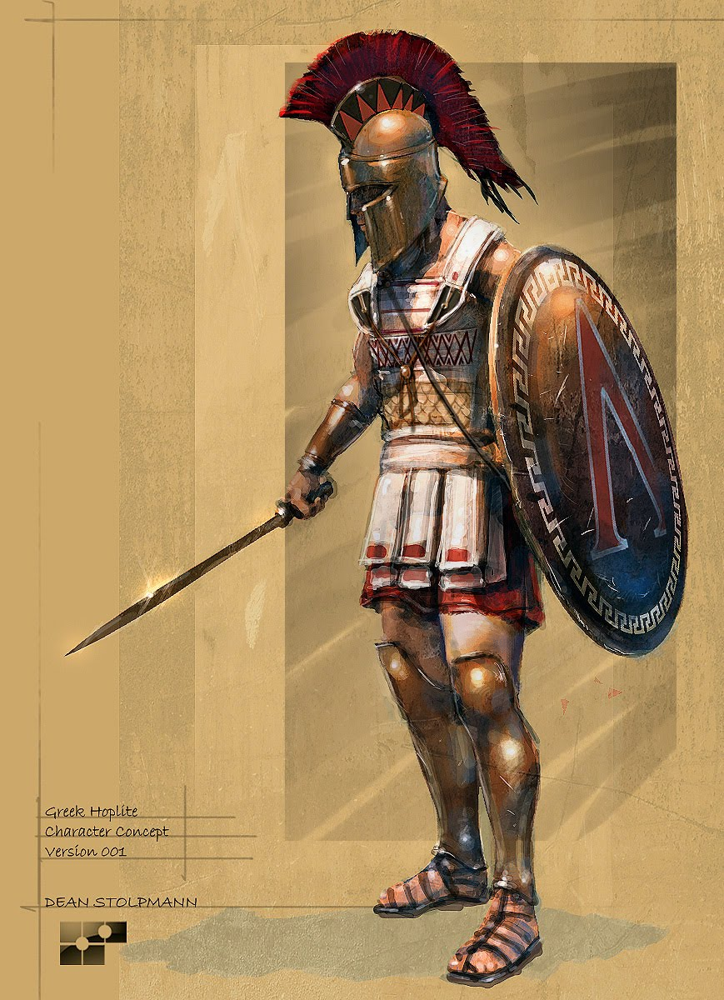 Λ
Greek Hoplite
Character Concept
Version 001
DEAN STOLPMANN